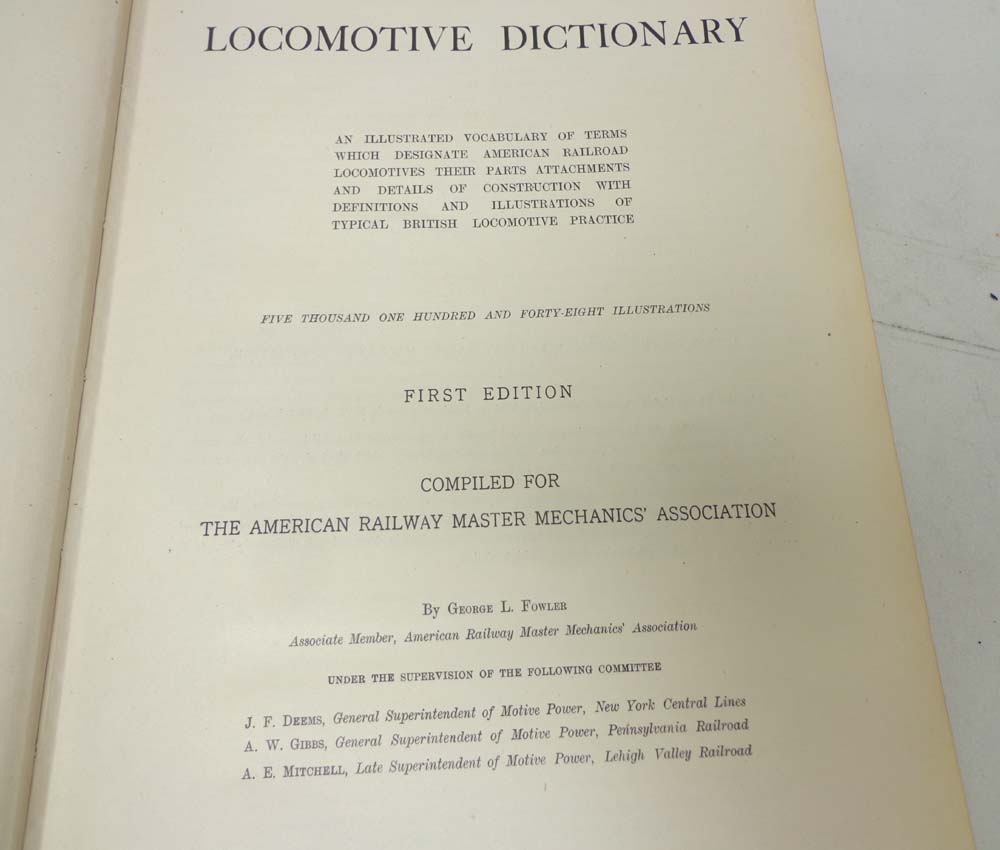 LOCOMOTIVE DICTIONARY
AN ILLUSTRATED VOCABULARY OF TERMS
WHICH DESIGNATE AMERICAN RAILROAD
LOCOMOTIVES THEIR PARTS ATTACHMENTS
AND DETAILS OF CONSTRUCTION WITH
DEFINITIONS AND ILLUSTRATIONS OF
TYPICAL BRITISH LOCOMOTIVE PRACTICE
FIVE THOUSAND ONE HUNDRED AND FORTY-EIGHT ILLUSTRATIONS
FIRST EDITION
COMPILED FOR
THE AMERICAN RAILWAY MASTER MECHANICS' ASSOCIATION
By George L. Fowler
Associate Member, American Railway Master Mechanics' Association
UNDER THE SUPERVISION OF THE FOLLOWING COMMITTEE
J. F. Deems, General Superintendent of Motive Power, New York Central Lines
A. W. Gibbs, General Superintendent of Motive Power, Pennsylvania Railroad
A. E. Mitchell, Late Superintendent of Motive Power, Lehigh Valley Railroad